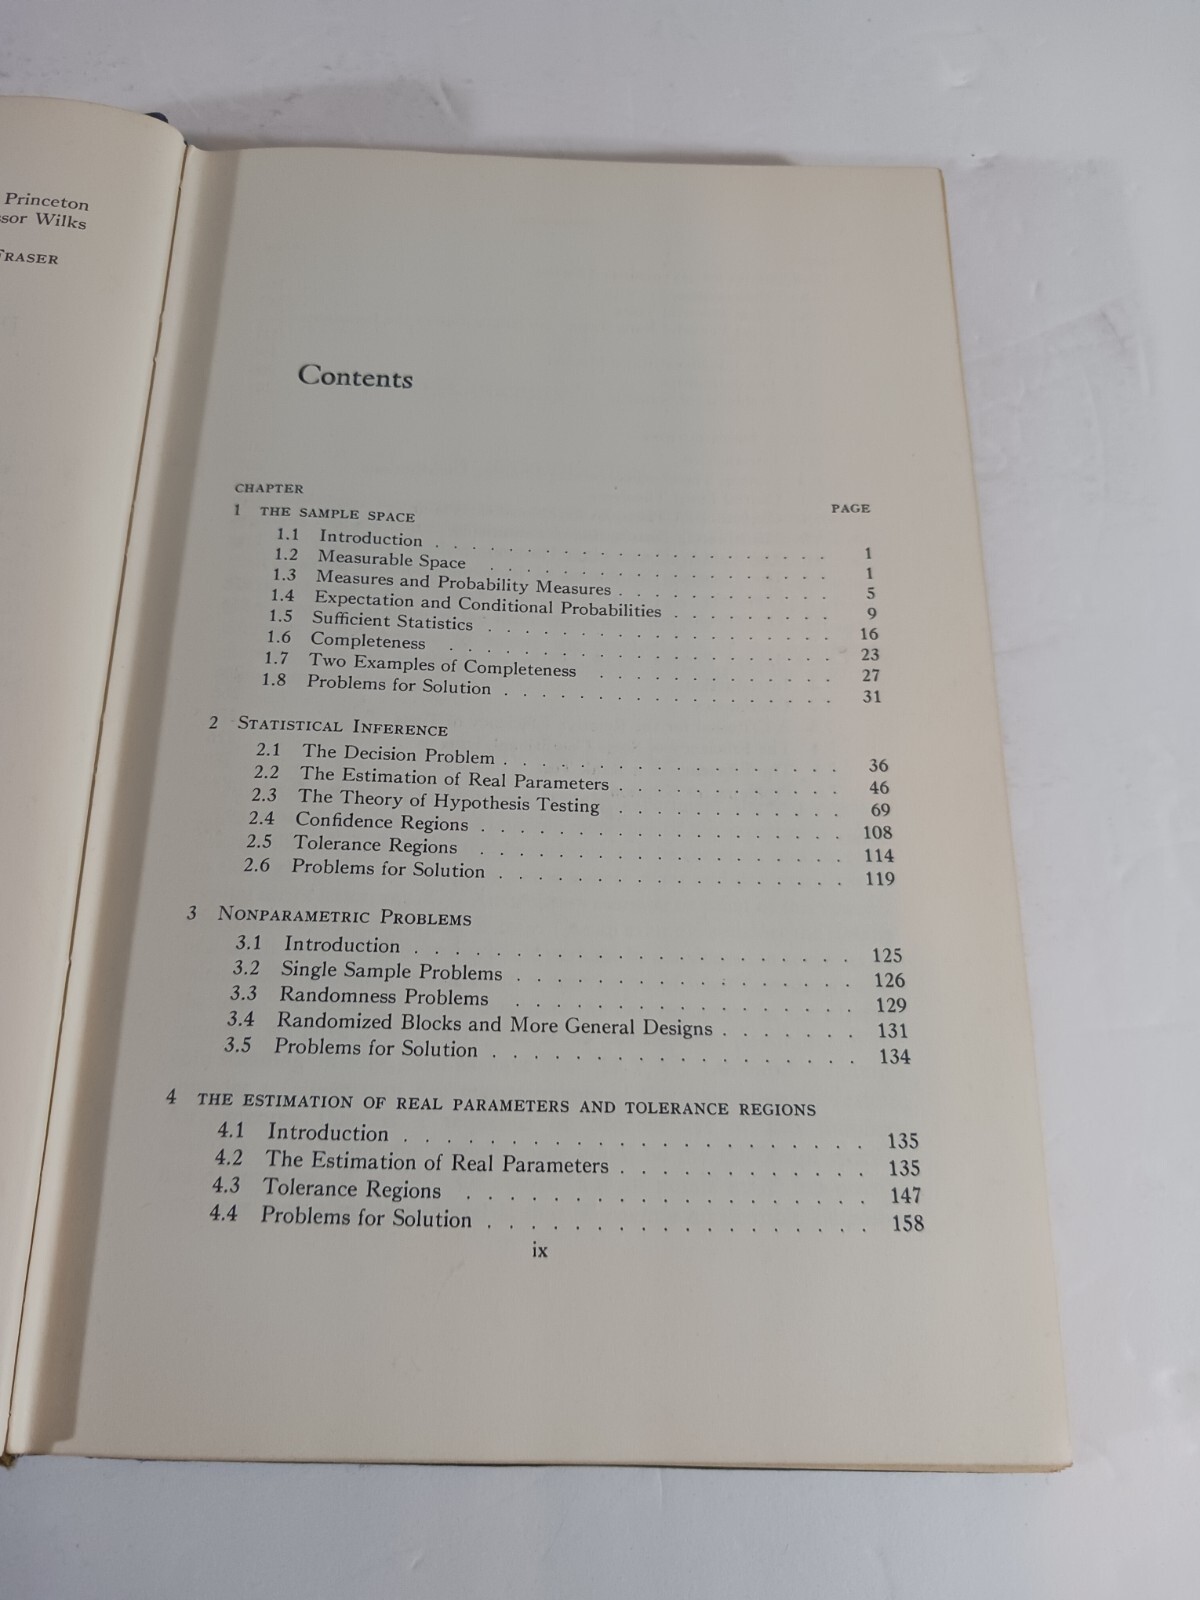 Princeton
Wilks
FRASER
Contents
CHAPTER
PAGE
1 THE SAMPLE SPACE
1.1 Introduction . . . . . . . . . . . . . . . . . . . . 1
1.2 Measurable Space . . . . . . . . . . . . . . . . . 1
1.3 Measures and Probability Measures . . . . . . . . . . . 5
1.4 Expectation and Conditional Probabilities . . . . . . . . 9
1.5 Sufficient Statistics . . . . . . . . . . . . . . . . . 16
1.6 Completeness . . . . . . . . . . . . . . . . . . . 23
1.7 Two Examples of Completeness . . . . . . . . . . . . 27
1.8 Problems for Solution . . . . . . . . . . . . . . . . 31
2 STATISTICAL INFERENCE
2.1 The Decision Problem . . . . . . . . . . . . . . . . 36
2.2 The Estimation of Real Parameters . . . . . . . . . . . 46
2.3 The Theory of Hypothesis Testing . . . . . . . . . . . 69
2.4 Confidence Regions . . . . . . . . . . . . . . . . . 108
2.5 Tolerance Regions . . . . . . . . . . . . . . . . . 114
2.6 Problems for Solution . . . . . . . . . . . . . . . . 119
3 NONPARAMETRIC PROBLEMS
3.1 Introduction . . . . . . . . . . . . . . . . . . . . 125
3.2 Single Sample Problems . . . . . . . . . . . . . . . 126
3.3 Randomness Problems . . . . . . . . . . . . . . . . 129
3.4 Randomized Blocks and More General Designs . . . . . . . 131
3.5 Problems for Solution . . . . . . . . . . . . . . . . 134
4 THE ESTIMATION OF REAL PARAMETERS AND TOLERANCE REGIONS
4.1 Introduction . . . . . . . . . . . . . . . . . . . . 135
4.2 The Estimation of Real Parameters . . . . . . . . . . . 135
4.3 Tolerance Regions . . . . . . . . . . . . . . . . . 147
4.4 Problems for Solution . . . . . . . . . . . . . . . . 158
ix